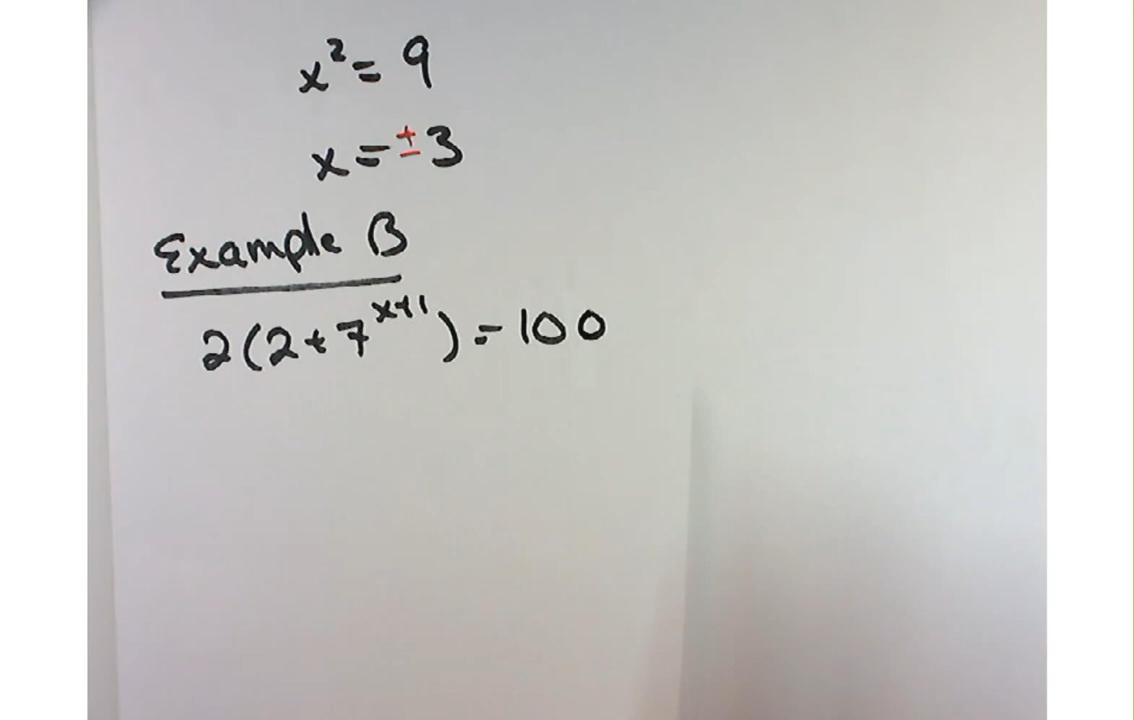 x² = 9
x = ±3
Example B
2(2+7^{x+1}) = 100